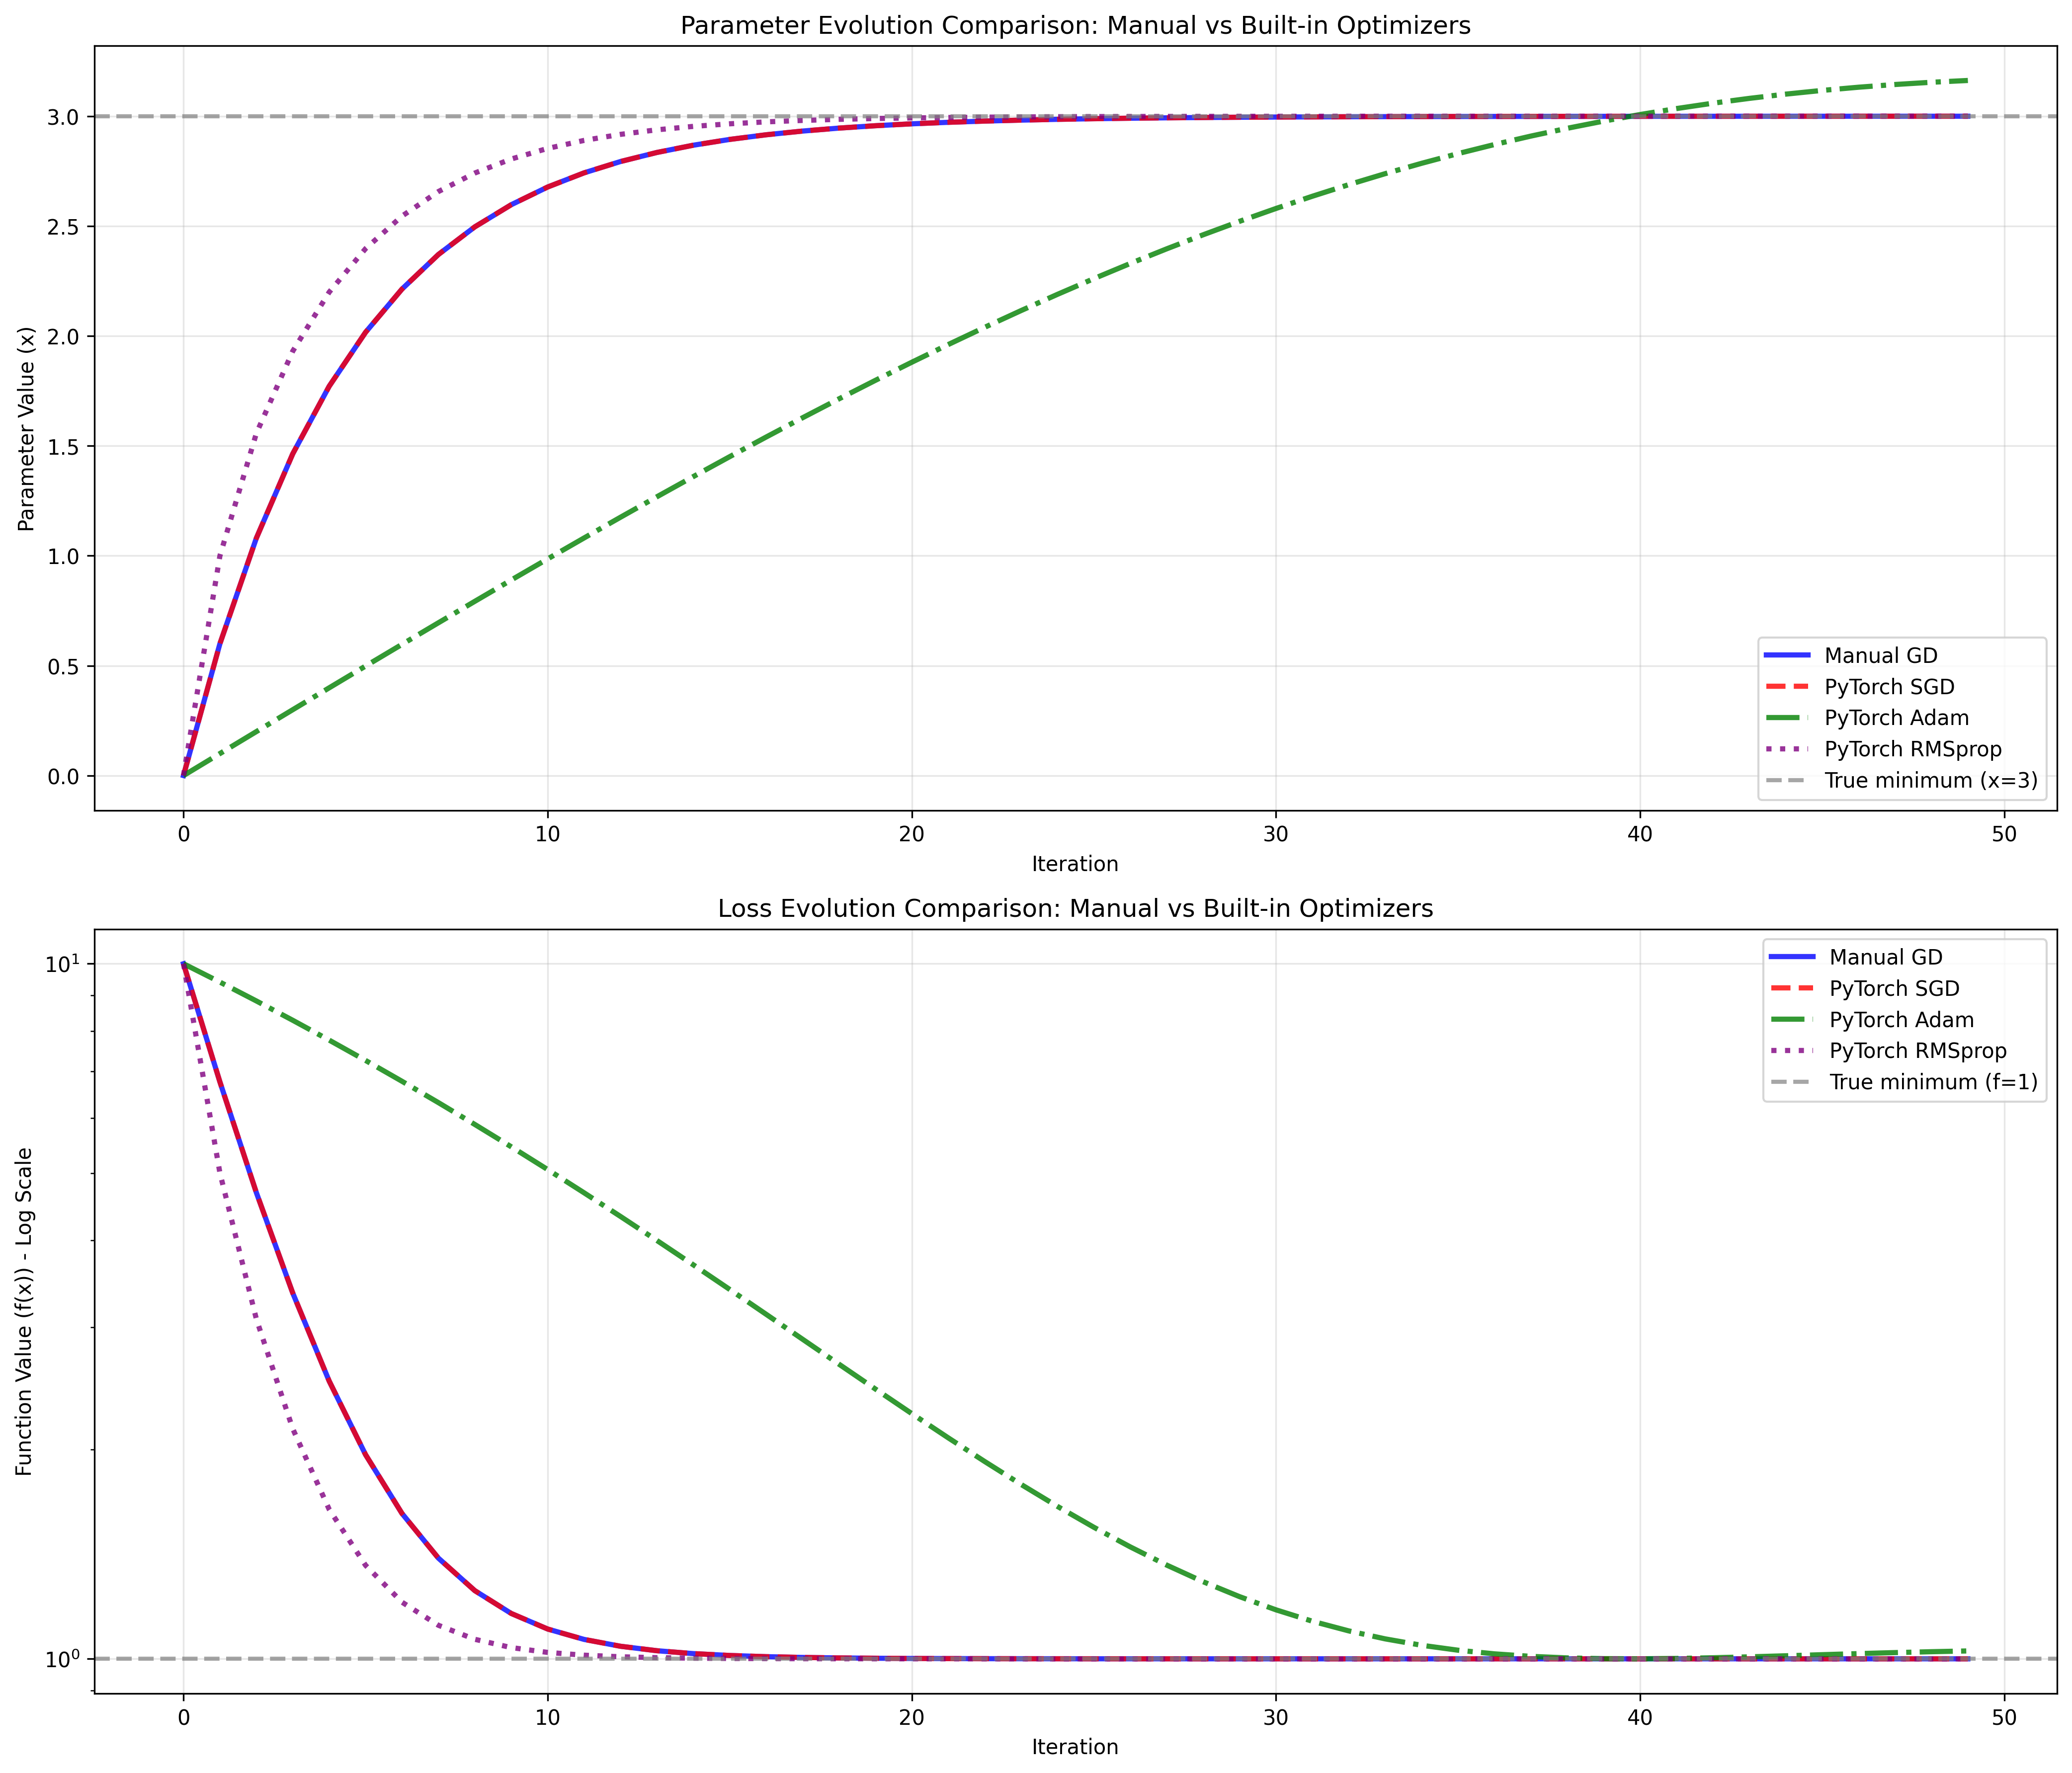 Parameter Evolution Comparison: Manual vs Built-in Optimizers
Parameter Value (x)
3.0
2.5
2.0
1.5
1.0
0.5
0.0
Manual GD
PyTorch SGD
PyTorch Adam
PyTorch RMSprop
True minimum (x=3)
0 10 20 30 40 50
Iteration
Loss Evolution Comparison: Manual vs Built-in Optimizers
Function Value (f(x)) - Log Scale
10¹
10⁰
Manual GD
PyTorch SGD
PyTorch Adam
PyTorch RMSprop
True minimum (f=1)
0 10 20 30 40 50
Iteration